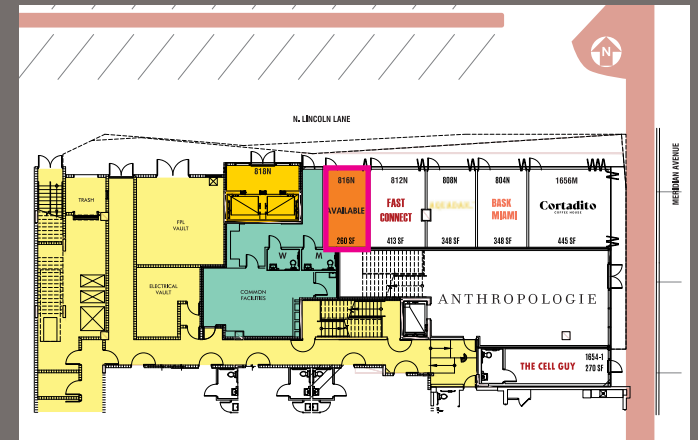 N
N. LINCOLN LANE
MERIDIAN AVENUE
818N
816N
AVAILABLE
260 SF
812N
FAST
CONNECT
413 SF
808N
348 SF
804N
BASK
MIAMI
348 SF
1656M
Cortadito
COFFEE HOUSE
445 SF
TRASH
FPL
VAULT
ELECTRICAL
VAULT
W
M
COMMON
FACILITIES
ANTHROPOLOGIE
THE CELL GUY
1654-1
270 SF